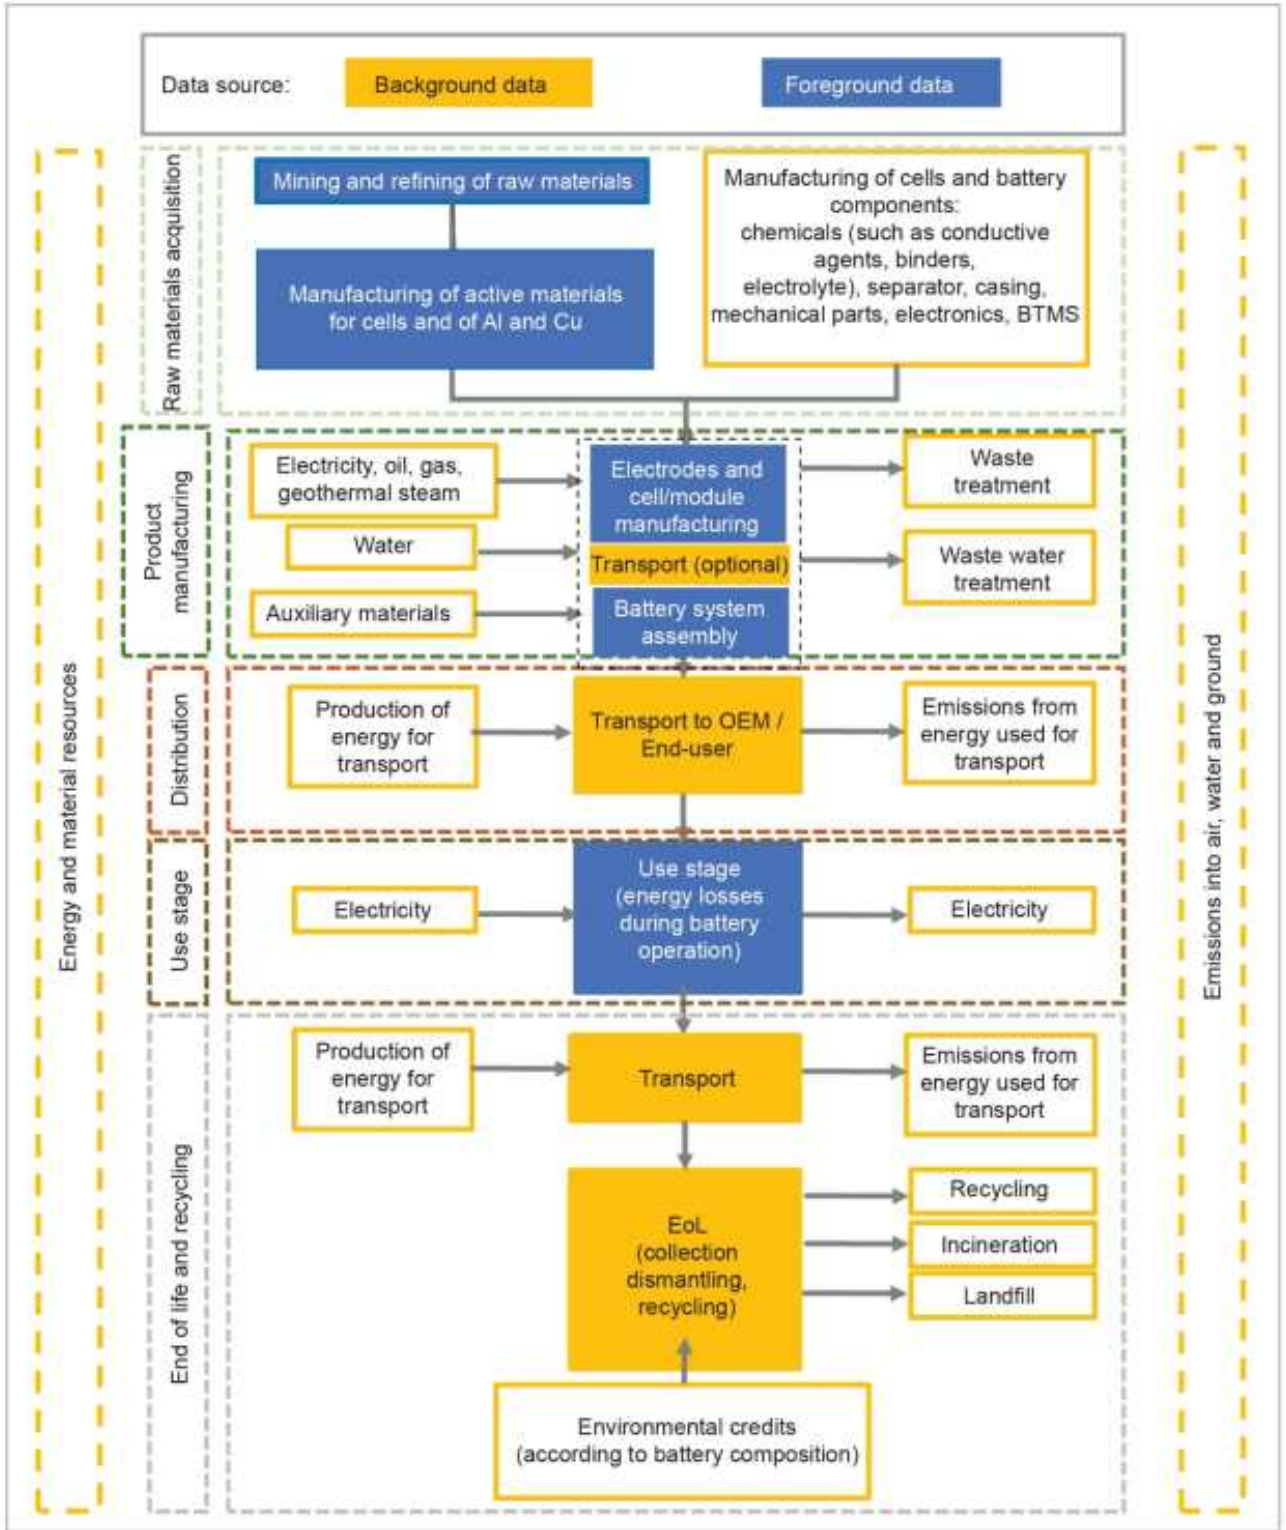 Data source:
Background data
Foreground data
Energy and material resources
Raw materials acquisition
Mining and refining of raw materials
Manufacturing of active materials
for cells and of Al and Cu
Manufacturing of cells and battery
components:
chemicals (such as conductive
agents, binders,
electrolyte), separator, casing,
mechanical parts, electronics, BTMS
Product
manufacturing
Electricity, oil, gas,
geothermal steam
Water
Auxiliary materials
Electrodes and
cell/module
manufacturing
Transport (optional)
Battery system
assembly
Waste
treatment
Waste water
treatment
Distribution
Production of
energy for
transport
Transport to OEM /
End-user
Emissions from
energy used for
transport
Use stage
Electricity
Use stage
(energy losses
during battery
operation)
Electricity
End of life and recycling
Production of
energy for
transport
Transport
Emissions from
energy used for
transport
EoL
(collection
dismantling,
recycling)
Recycling
Incineration
Landfill
Environmental credits
(according to battery composition)
Emissions into air, water and ground